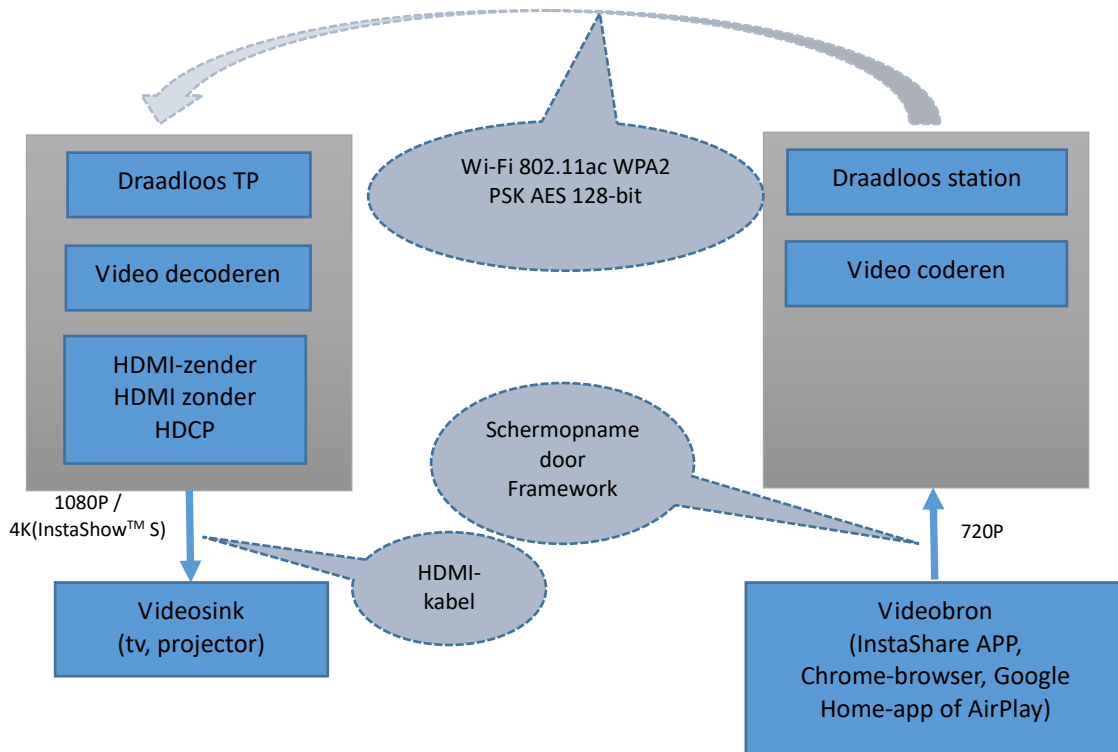 Wi-Fi 802.11ac WPA2
PSK AES 128-bit
Draadloos TP
Video decoderen
HDMI-zender
HDMI zonder
HDCP
1080P /
4K(InstaShow™ S)
HDMI-
kabel
Videosink
(tv, projector)
Draadloos station
Video coderen
Schermopname
door
Framework
720P
Videobron
(InstaShare APP,
Chrome-browser, Google
Home-app of AirPlay)